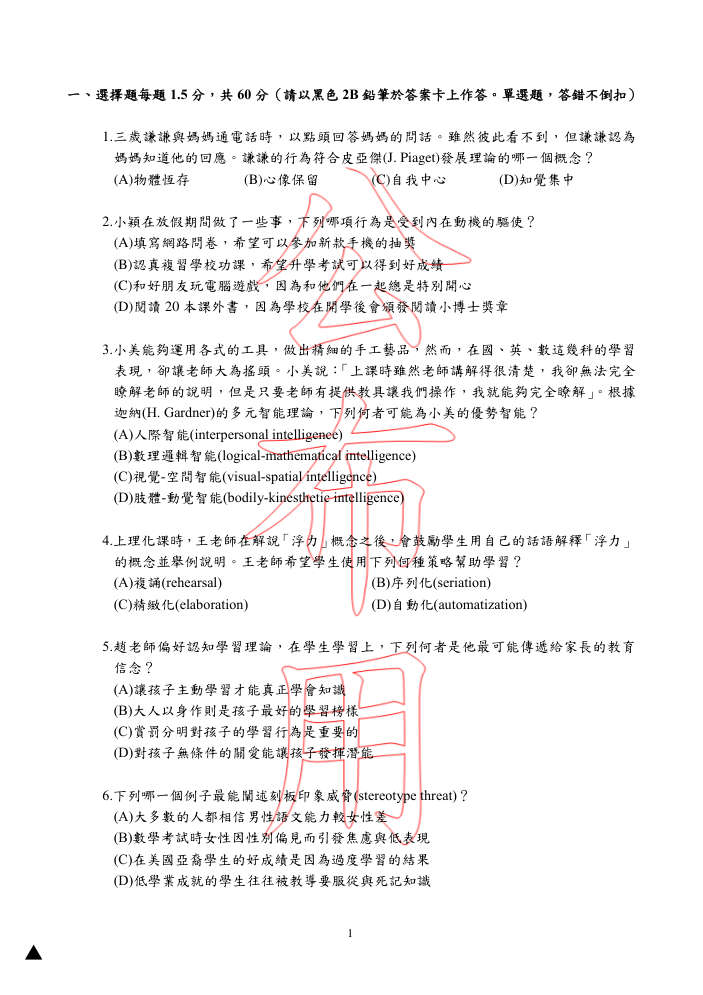 一、選擇題每題 1.5 分，共 60 分（請以黑色 2B 鉛筆於答案卡上作答。單選題，答錯不倒扣）
1.三歲謙謙與媽媽通電話時，以點頭回答媽媽的問話。雖然彼此看不到，但謙謙認為
媽媽知道他的回應。謙謙的行為符合皮亞傑(J. Piaget)發展理論的哪一個概念？
(A)物體恆存 (B)心像保留 (C)自我中心 (D)知覺集中
2.小穎在放假期間做了一些事，下列哪項行為是受到內在動機的驅使？
(A)填寫網路問卷，希望可以參加新款手機的抽獎
(B)認真複習學校功課，希望升學考試可以得到好成績
(C)和好朋友玩電腦遊戲，因為和他們在一起總是特別開心
(D)閱讀 20 本課外書，因為學校在開學後會頒發閱讀小博士獎章
3.小美能夠運用各式的工具，做出精細的手工藝品，然而，在國、英、數這幾科的學習
表現，卻讓老師大為搖頭。小美說：「上課時雖然老師講解得很清楚，我卻無法完全
瞭解老師的說明，但是只要老師有提供教具讓我們操作，我就能夠完全瞭解」。根據
迦納(H. Gardner)的多元智能理論，下列何者可能為小美的優勢智能？
(A)人際智能(interpersonal intelligence)
(B)數理邏輯智能(logical-mathematical intelligence)
(C)視覺-空間智能(visual-spatial intelligence)
(D)肢體-動覺智能(bodily-kinesthetic intelligence)
4.上理化課時，王老師在解說「浮力」概念之後，會鼓勵學生用自己的話語解釋「浮力」
的概念並舉例說明。王老師希望學生使用下列何種策略幫助學習？
(A)複誦(rehearsal) (B)序列化(seriation)
(C)精緻化(elaboration) (D)自動化(automatization)
5.趙老師偏好認知學習理論，在學生學習上，下列何者是他最可能傳遞給家長的教育
信念？
(A)讓孩子主動學習才能真正學會知識
(B)大人以身作則是孩子最好的學習榜樣
(C)賞罰分明對孩子的學習行為是重要的
(D)對孩子無條件的關愛能讓孩子發揮潛能
6.下列哪一個例子最能闡述刻板印象威脅(stereotype threat)？
(A)大多數的人都相信男性語文能力較女性差
(B)數學考試時女性因性別偏見而引發焦慮與低表現
(C)在美國亞裔學生的好成績是因為過度學習的結果
(D)低學業成就的學生往往被教導要服從與死記知識
1
公
布
用